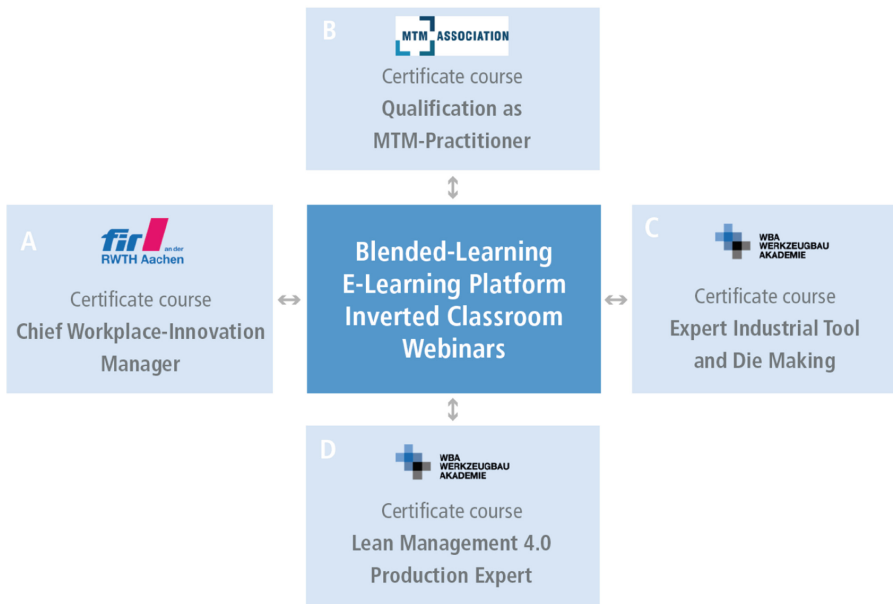 B
MTM ASSOCIATION
Certificate course
Qualification as
MTM-Practitioner
A
fir an der
RWTH Aachen
Certificate course
Chief Workplace-Innovation
Manager
Blended-Learning
E-Learning Platform
Inverted Classroom
Webinars
C
WBA
WERKZEUGBAU
AKADEMIE
Certificate course
Expert Industrial Tool
and Die Making
D
WBA
WERKZEUGBAU
AKADEMIE
Certificate course
Lean Management 4.0
Production Expert